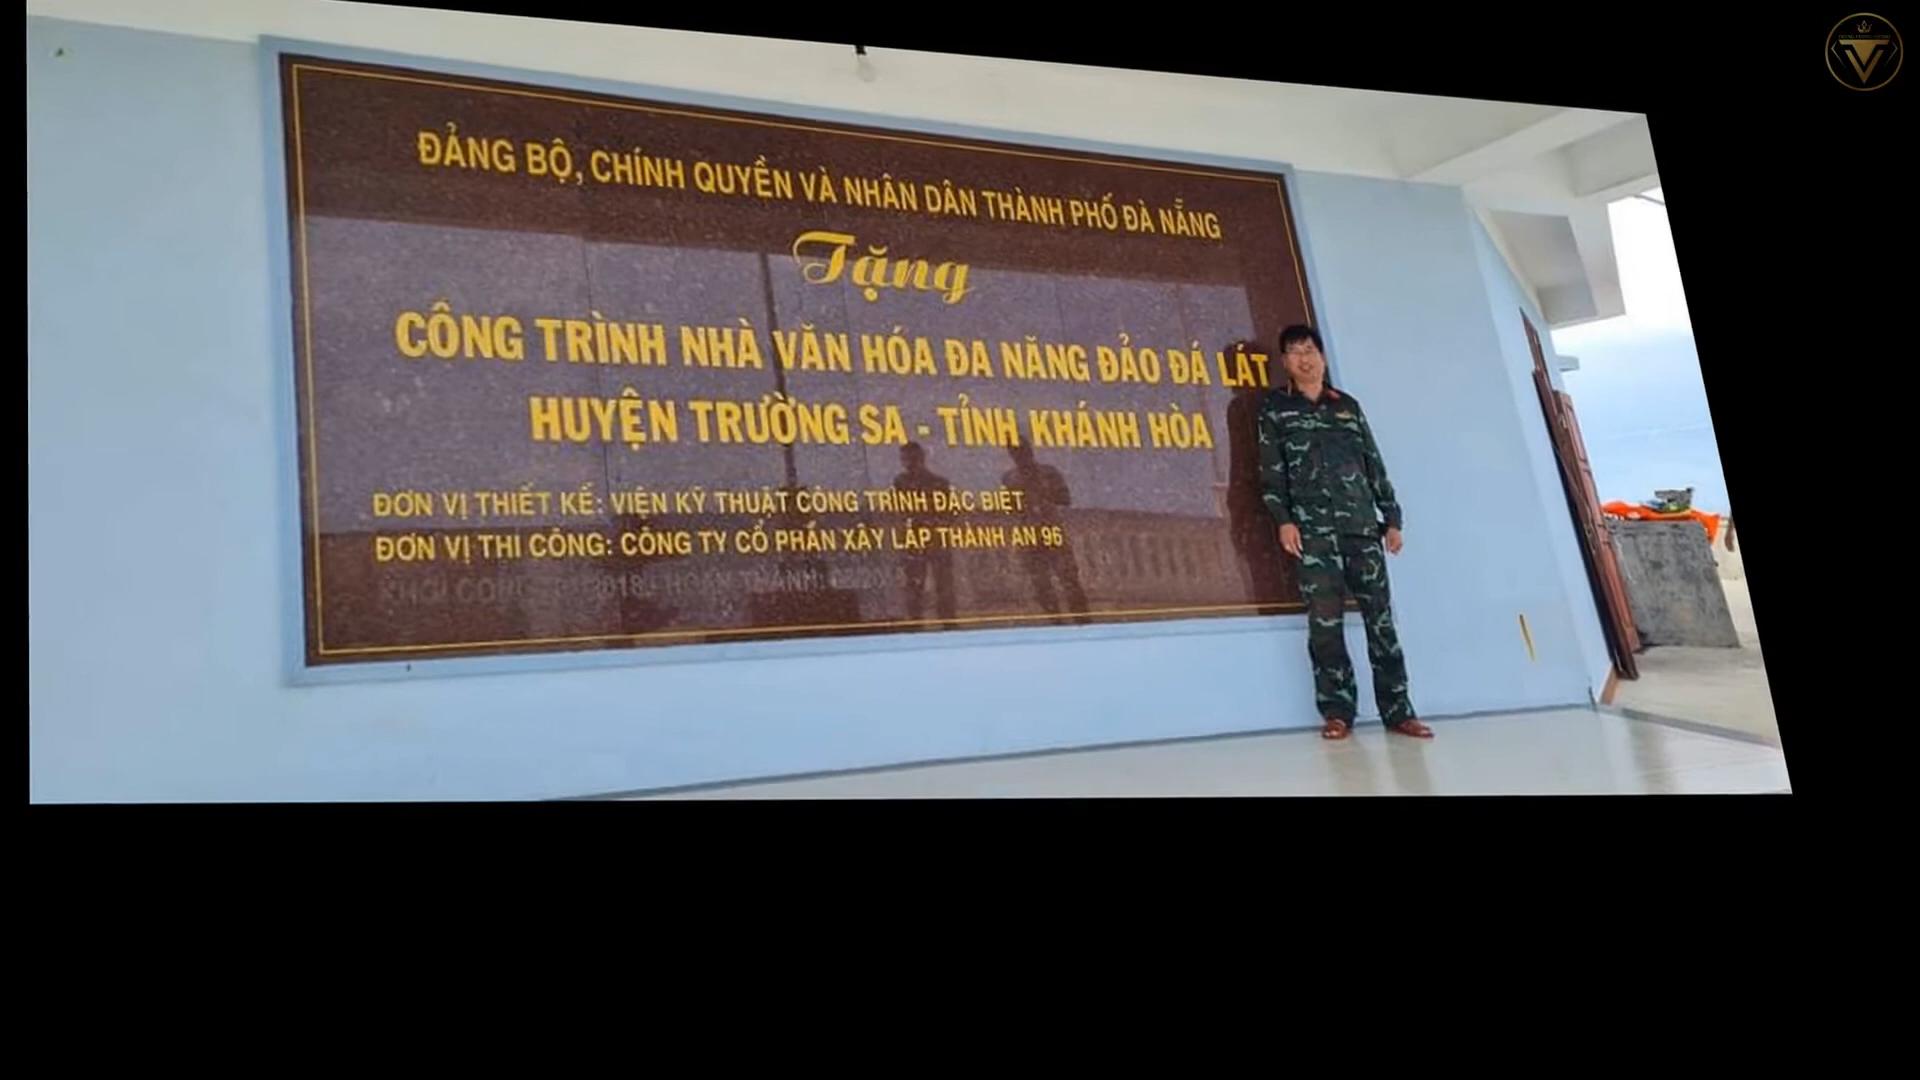 ĐẢNG BỘ, CHÍNH QUYỀN VÀ NHÂN DÂN THÀNH PHỐ ĐÀ NẴNG
Tặng
CÔNG TRÌNH NHÀ VĂN HÓA ĐA NĂNG ĐẢO ĐÁ LÁT
HUYỆN TRƯỜNG SA - TỈNH KHÁNH HÒA
ĐƠN VỊ THIẾT KẾ: VIỆN KỸ THUẬT CÔNG TRÌNH ĐẶC BIỆT
ĐƠN VỊ THI CÔNG: CÔNG TY CỔ PHẦN XÂY LẮP THÀNH AN 96